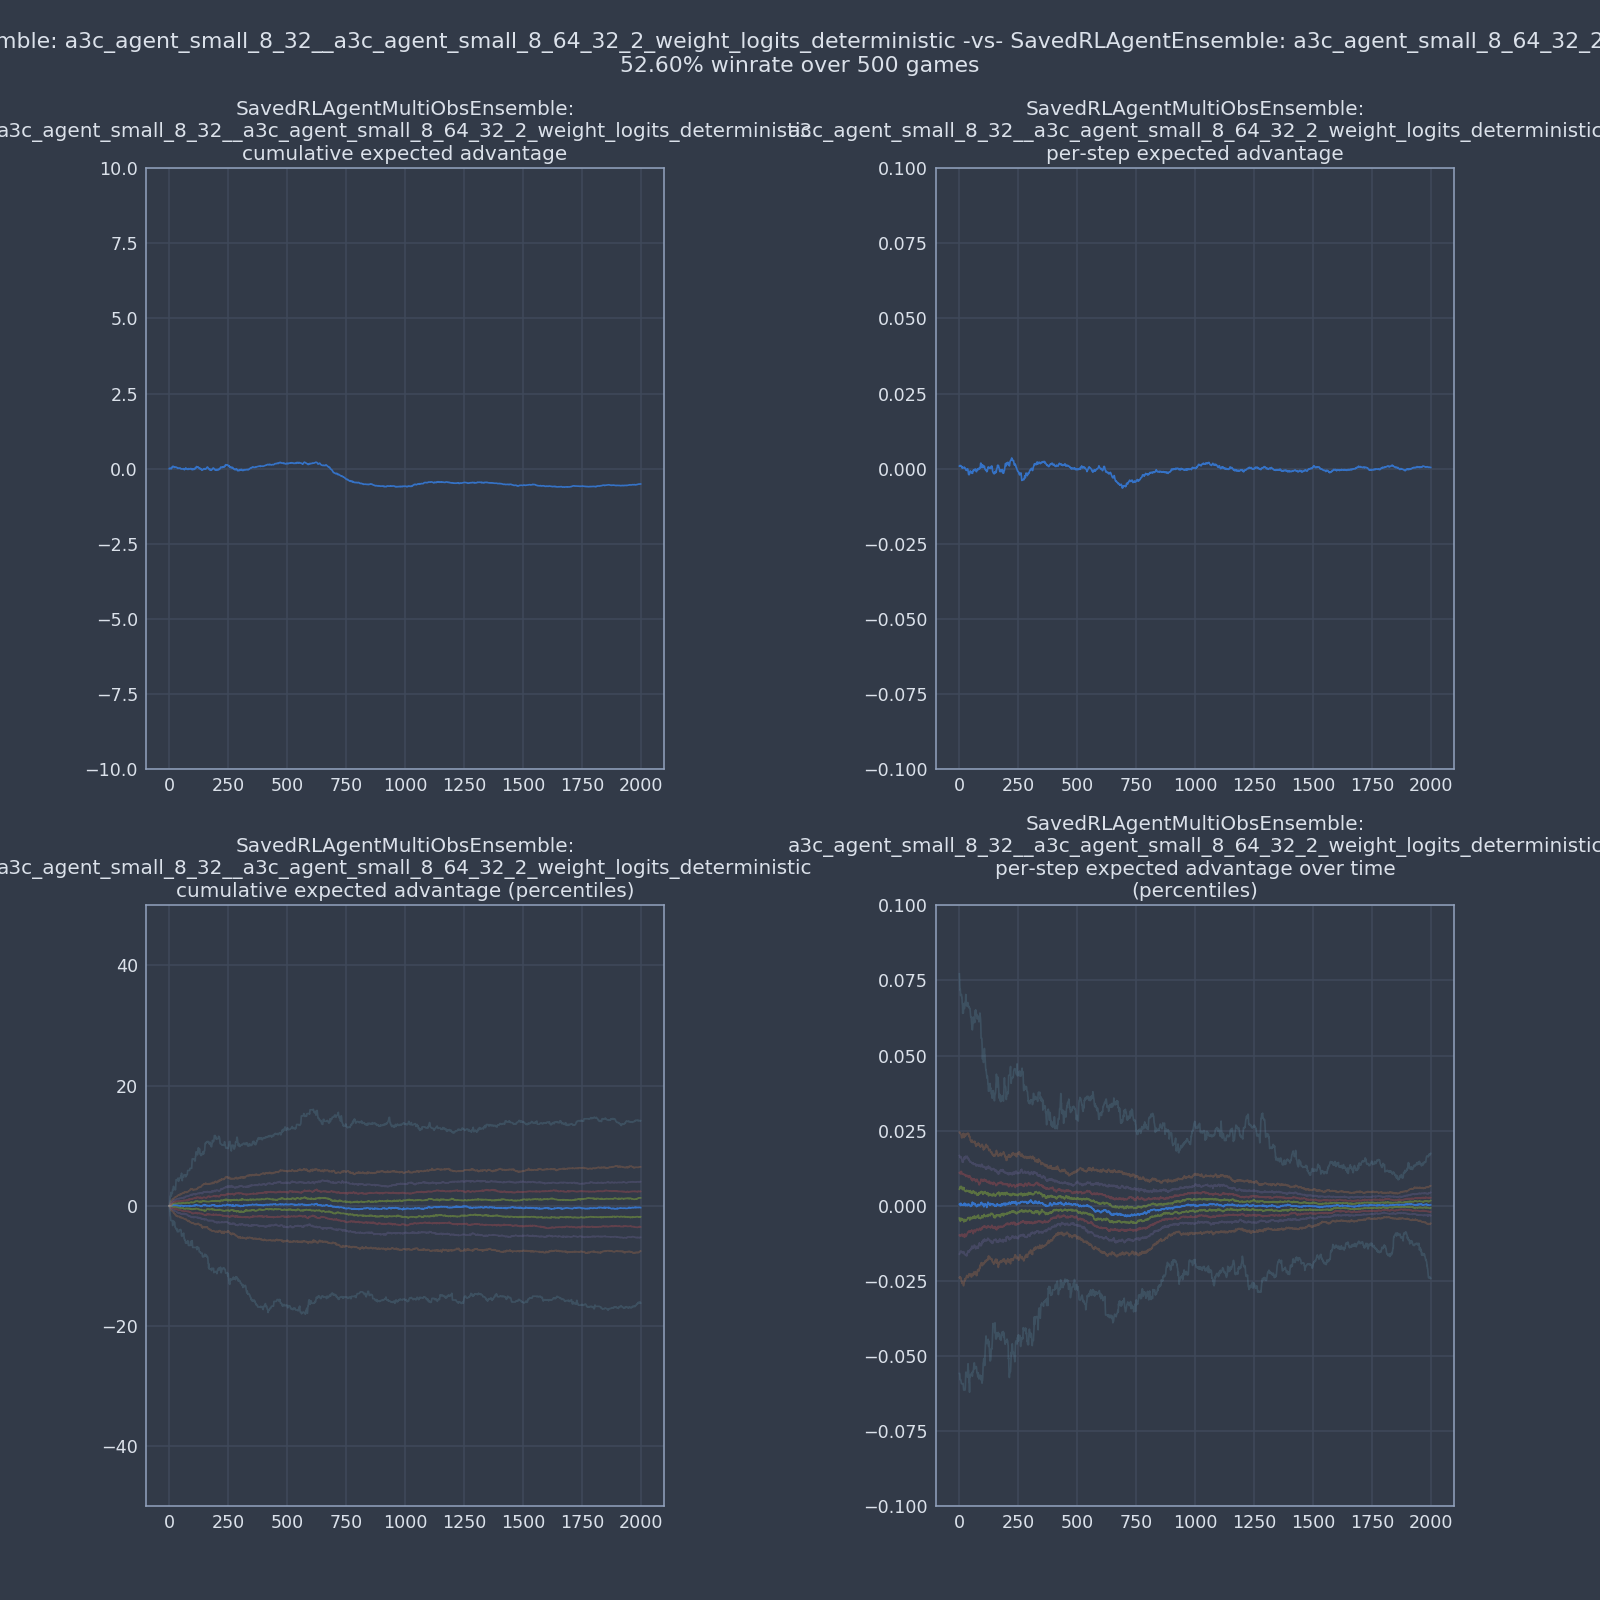 mble: a3c_agent_small_8_32__a3c_agent_small_8_64_32_2_weight_logits_deterministic -vs- SavedRLAgentEnsemble: a3c_agent_small_8_64_32_2
52.60% winrate over 500 games
SavedRLAgentMultiObsEnsemble:
a3c_agent_small_8_32__a3c_agent_small_8_64_32_2_weight_logits_deterministic
cumulative expected advantage
10.0
7.5
5.0
2.5
0.0
−2.5
−5.0
−7.5
−10.0
0 250 500 750 1000 1250 1500 1750 2000
SavedRLAgentMultiObsEnsemble:
a3c_agent_small_8_32__a3c_agent_small_8_64_32_2_weight_logits_deterministic
per-step expected advantage
0.100
0.075
0.050
0.025
0.000
−0.025
−0.050
−0.075
−0.100
0 250 500 750 1000 1250 1500 1750 2000
SavedRLAgentMultiObsEnsemble:
a3c_agent_small_8_32__a3c_agent_small_8_64_32_2_weight_logits_deterministic
cumulative expected advantage (percentiles)
40
20
0
−20
−40
0 250 500 750 1000 1250 1500 1750 2000
SavedRLAgentMultiObsEnsemble:
a3c_agent_small_8_32__a3c_agent_small_8_64_32_2_weight_logits_deterministic
per-step expected advantage over time
(percentiles)
0.100
0.075
0.050
0.025
0.000
−0.025
−0.050
−0.075
−0.100
0 250 500 750 1000 1250 1500 1750 2000